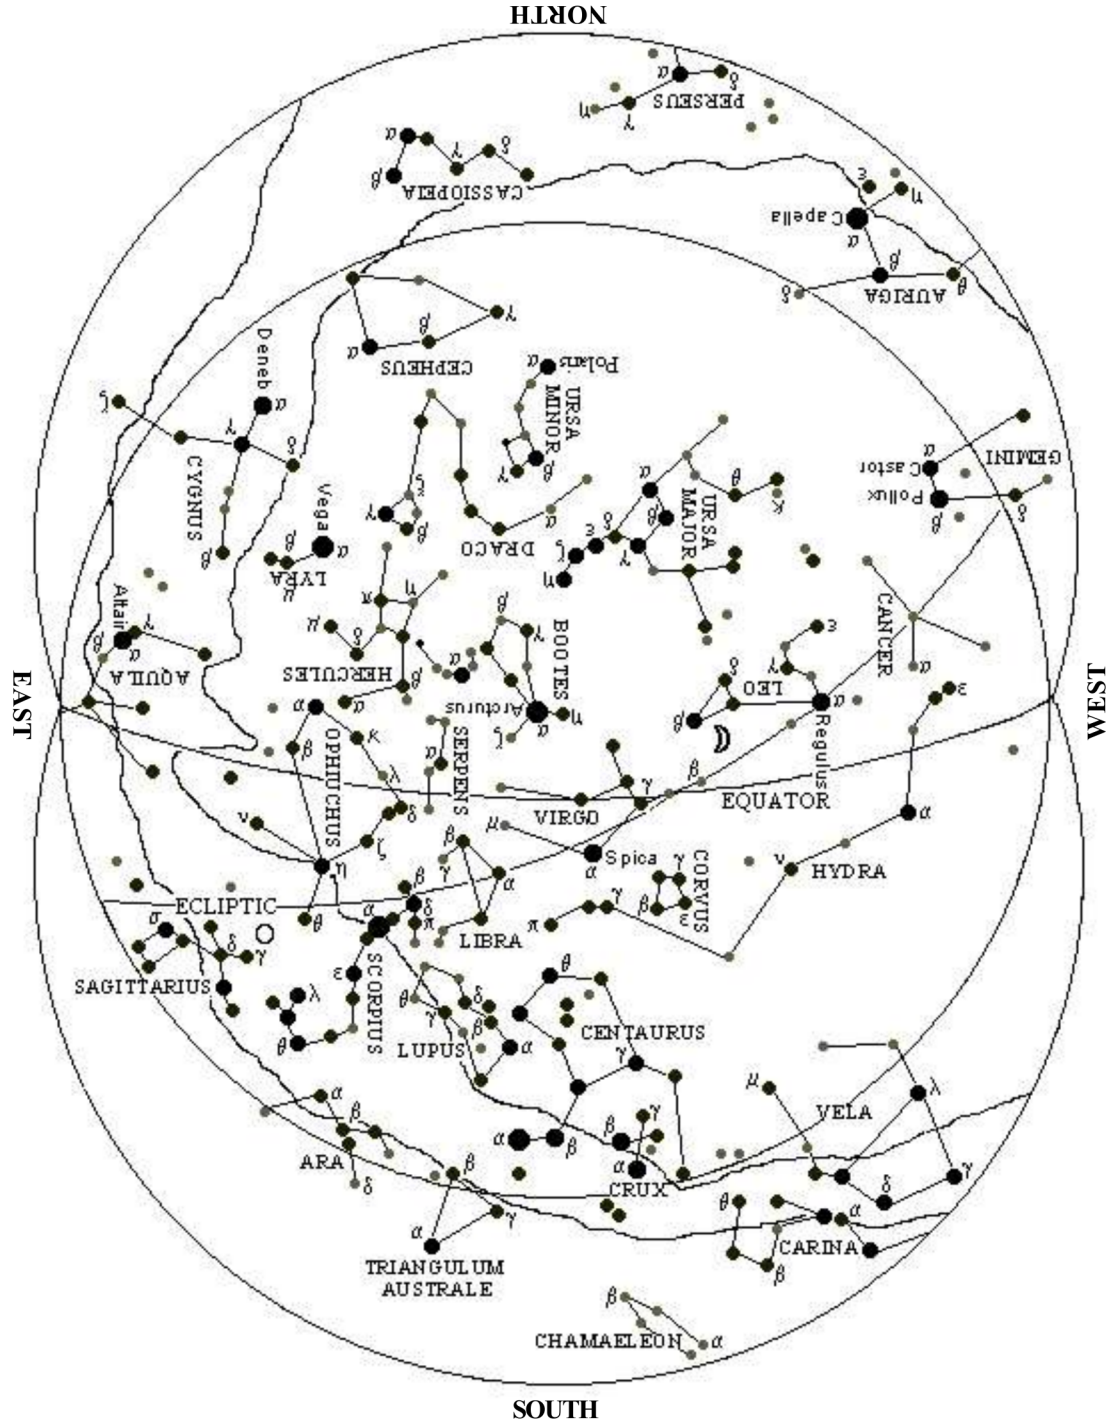 NORTH
α
δ
η
γ
PERSEUS
α
γ
δ
β
CASSIOPEIA
ε
η
Capella
α
β
θ
δ
AURIGA
γ
β
α
CEPHEUS
Deneb
α
α
Polaris
URSA
MINOR
γ
β
ζ
γ
δ
CYGNUS
β
α
Castor
GEMINI
Pollux
β
δ
α
β
θ
κ
URSA
MAJOR
δ
ε
ζ
γ
η
ξ
γ
β
α
DRACO
Vega
β
α
μ
LYRA
Altair
γ
β
α
AQUILA
π
η
μ
δ
HERCULES
β
α
β
γ
BOOTES
α
Arcturus
α
η
ζ
CANCER
α
ε
γ
δ
LEO
β
α
Regulus
ε
α
EAST
WEST
α
β
κ
OPHIUCHUS
λ
δ
ν
ζ
η
θ
SERPENS
α
VIRGO
γ
β
μ
EQUATOR
Spica
α
α
ν
HYDRA
CORVUS
γ
β
ε
γ
π
β
γ
α
LIBRA
ECLIPTIC
σ
δ
γ
SAGITTARIUS
β
α
δ
π
ε
SCORPIUS
λ
θ
θ
δ
γ
β
LUPUS
α
θ
CENTAURUS
γ
α
β
β
γ
α
CRUX
μ
VELA
λ
δ
γ
α
β
ARA
δ
β
α
γ
TRIANGULUM
AUSTRALE
θ
α
CARINA
β
β
CHAMAELEON
α
SOUTH